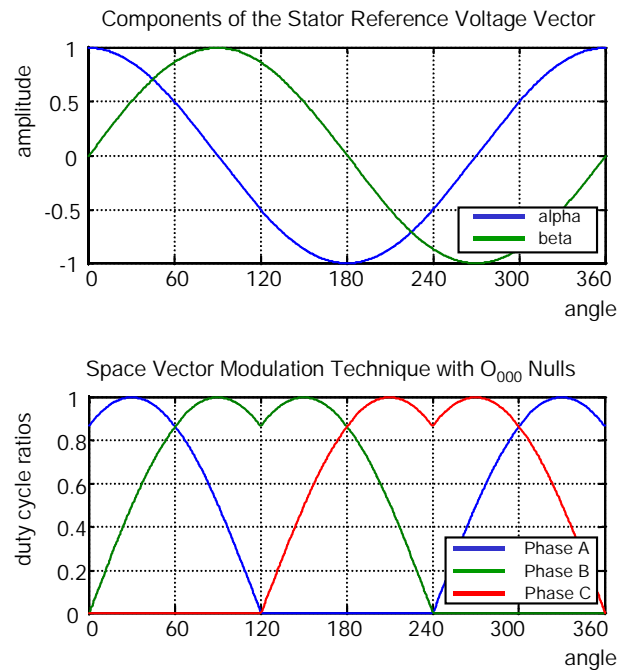 Components of the Stator Reference Voltage Vector
1
0.5
0
-0.5
-1
amplitude
alpha
beta
0 60 120 180 240 300 360
angle
Space Vector Modulation Technique with O000 Nulls
1
0.8
0.6
0.4
0.2
0
duty cycle ratios
Phase A
Phase B
Phase C
0 60 120 180 240 300 360
angle